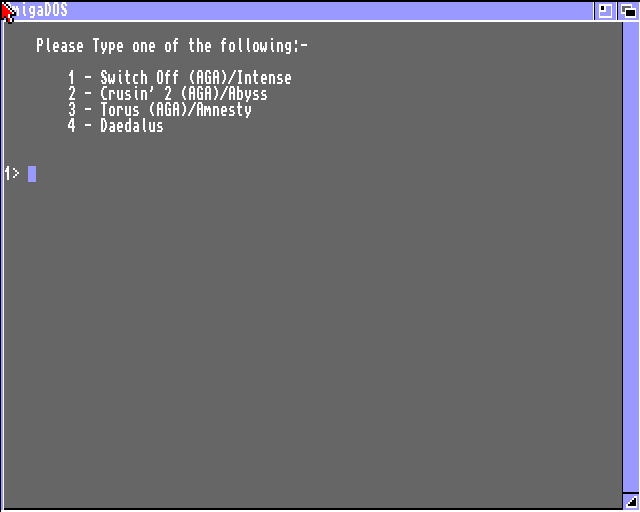 AmigaDOS
Please Type one of the following:-
1 - Switch Off (AGA)/Intense
2 - Crusin' 2 (AGA)/Abyss
3 - Torus (AGA)/Amnesty
4 - Daedalus
1>